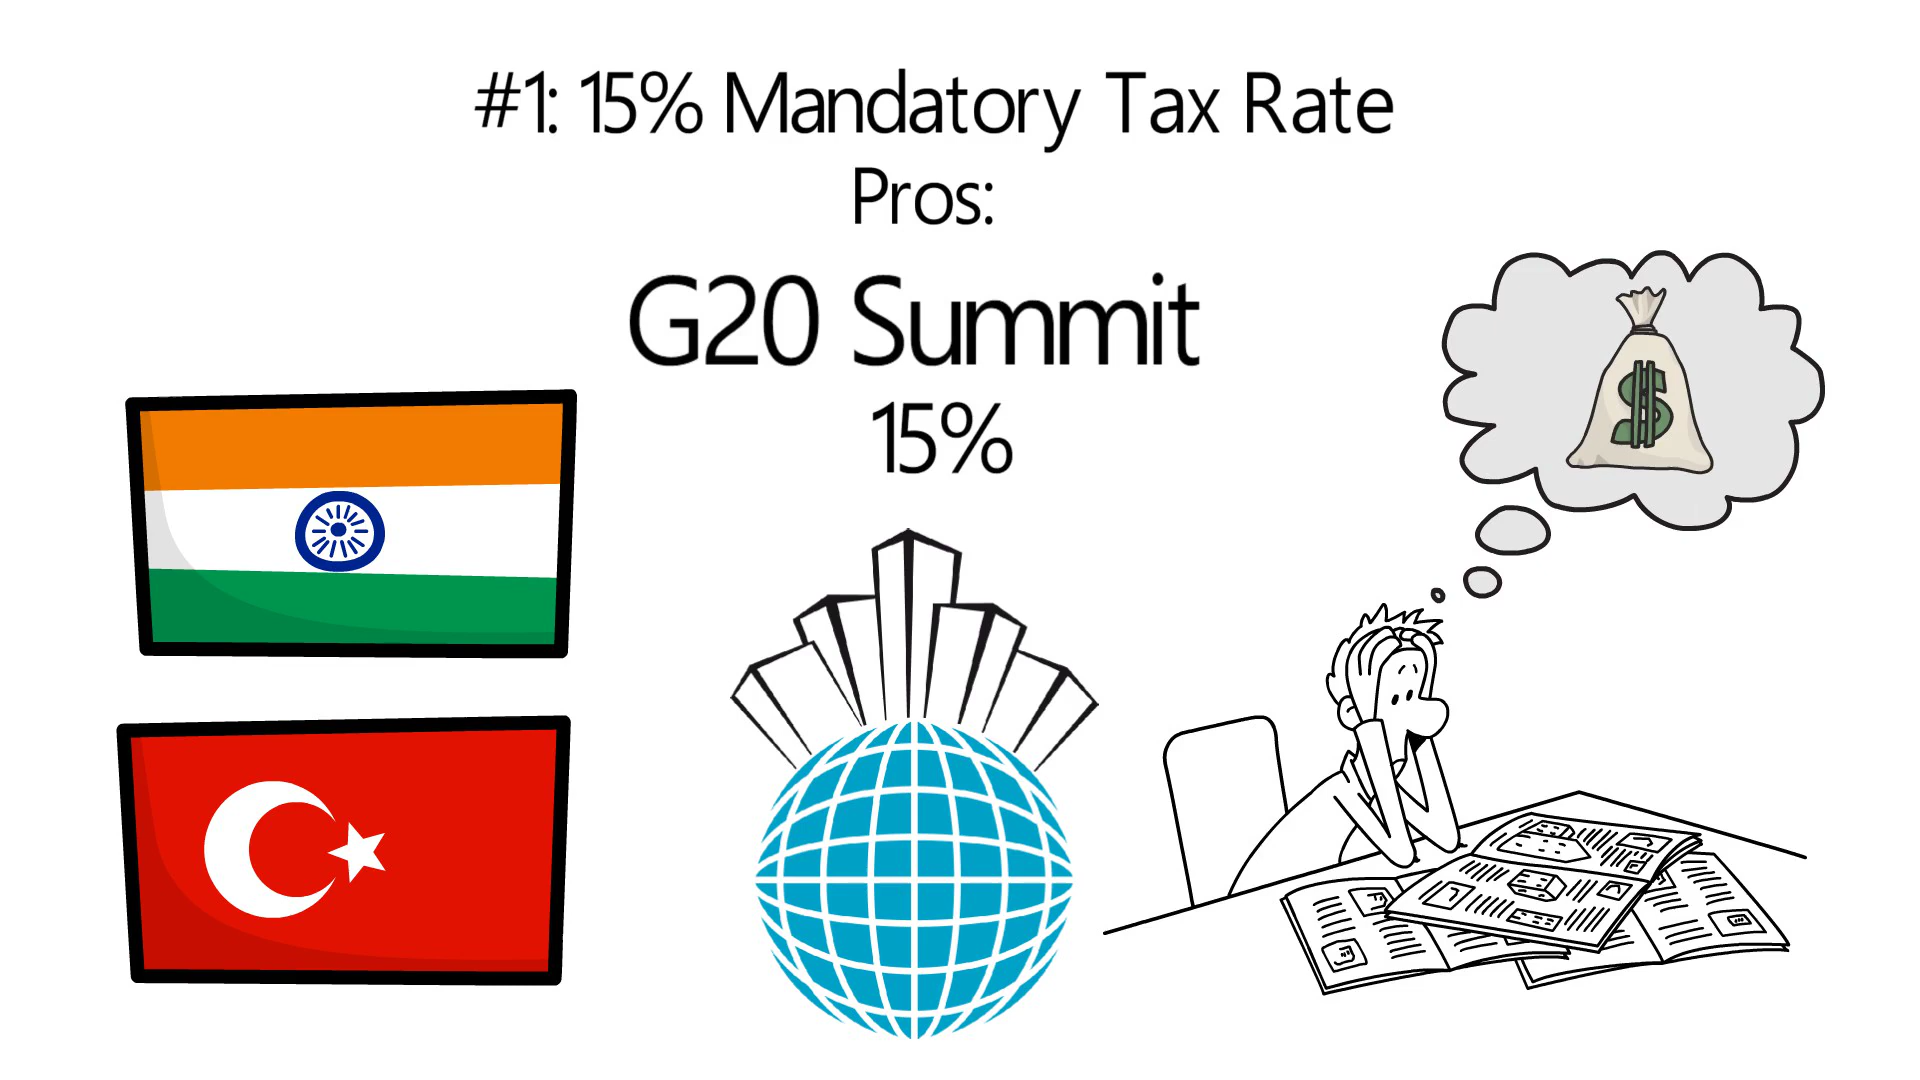 #1: 15% Mandatory Tax Rate
Pros:
G20 Summit
15%
$